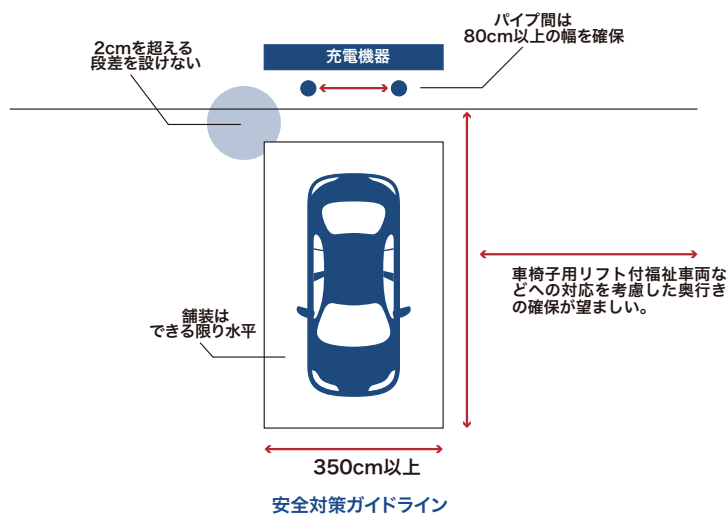 2cmを超える
段差を設けない
充電機器
パイプ間は
80cm以上の幅を確保
車椅子用リフト付福祉車両な
どへの対応を考慮した奥行き
の確保が望ましい。
舗装は
できる限り水平
350cm以上
安全対策ガイドライン